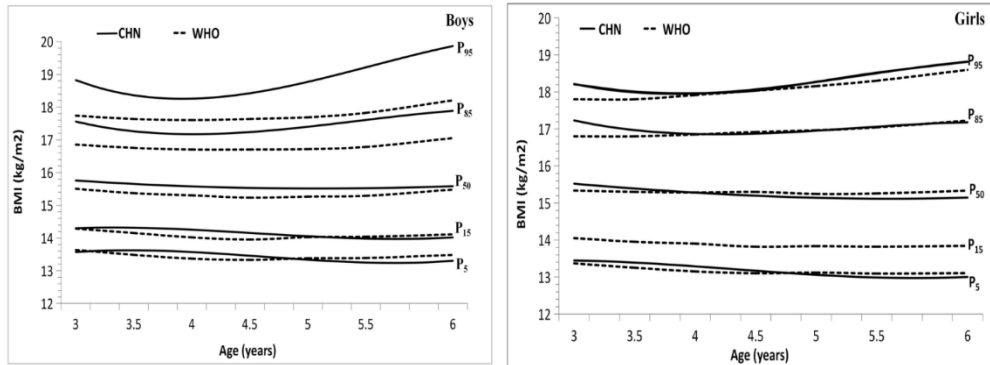 Boys
CHN WHO
20
19
18
17
16
15
14
13
12
BMI (kg/m2)
P95
P85
P50
P15
P5
3 3.5 4 4.5 5 5.5 6
Age (years)
Girls
CHN WHO
20
19
18
17
16
15
14
13
12
BMI (kg/m2)
P95
P85
P50
P15
P5
3 3.5 4 4.5 5 5.5 6
Age (years)